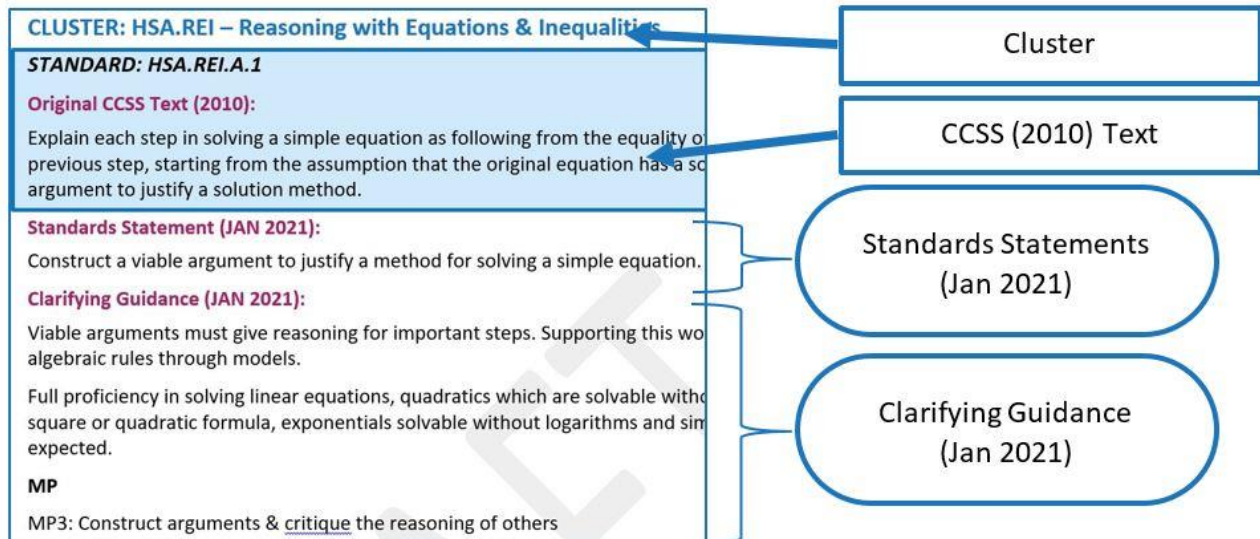 CLUSTER: HSA.REI – Reasoning with Equations & Inequalities
STANDARD: HSA.REI.A.1
Original CCSS Text (2010):
Explain each step in solving a simple equation as following from the equality
previous step, starting from the assumption that the original equation has a
argument to justify a solution method.
Standards Statement (JAN 2021):
Construct a viable argument to justify a method for solving a simple equation.
Clarifying Guidance (JAN 2021):
Viable arguments must give reasoning for important steps. Supporting this
algebraic rules through models.
Full proficiency in solving linear equations, quadratics which are solvable
square or quadratic formula, exponentials solvable without logarithms and
expected.
MP
MP3: Construct arguments & critique the reasoning of others
Cluster
CCSS (2010) Text
Standards Statements
(Jan 2021)
Clarifying Guidance
(Jan 2021)